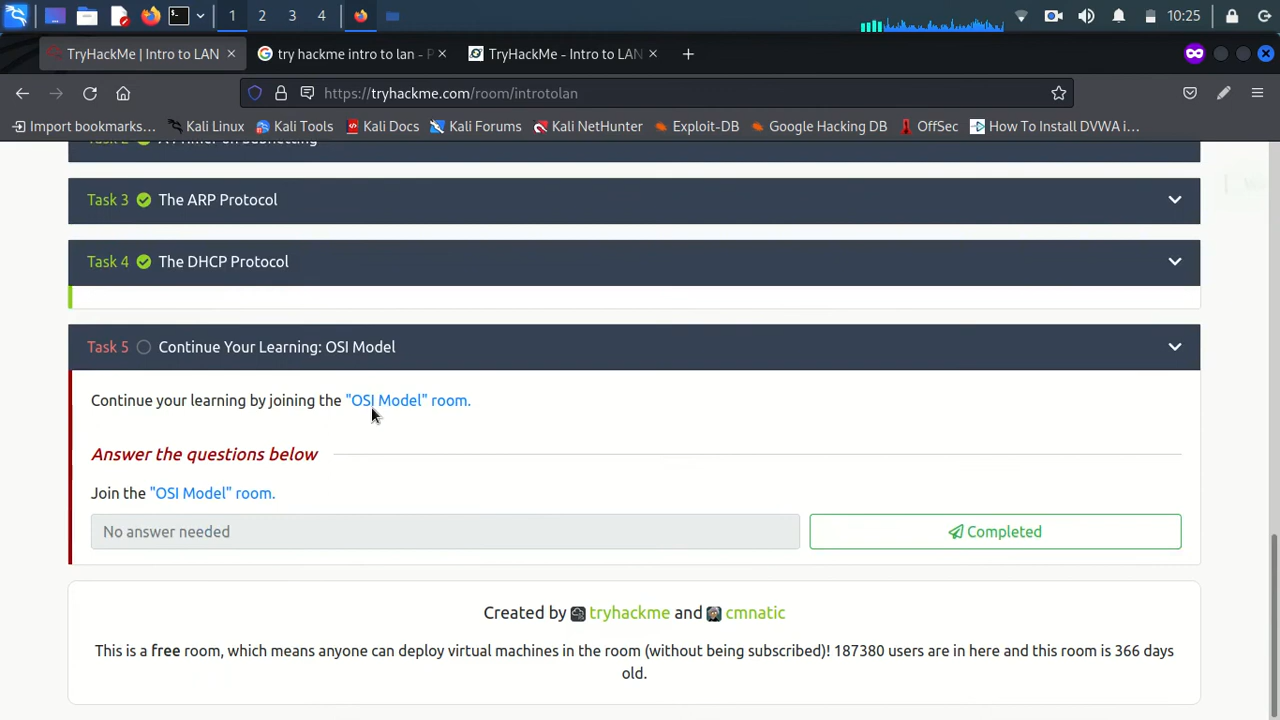 1 2 3 4 10:25
TryHackMe | Intro to LAN try hackme intro to lan - P TryHackMe - Intro to LAN
https://tryhackme.com/room/introtolan
Import bookmarks... Kali Linux Kali Tools Kali Docs Kali Forums Kali NetHunter Exploit-DB Google Hacking DB OffSec How To Install DVWA i...
Task 2 A Primer on Subnetting
Task 3 The ARP Protocol
Task 4 The DHCP Protocol
Task 5 Continue Your Learning: OSI Model
Continue your learning by joining the "OSI Model" room.
Answer the questions below
Join the "OSI Model" room.
No answer needed Completed
Created by tryhackme and cmnatic
This is a free room, which means anyone can deploy virtual machines in the room (without being subscribed)! 187380 users are in here and this room is 366 days
old.